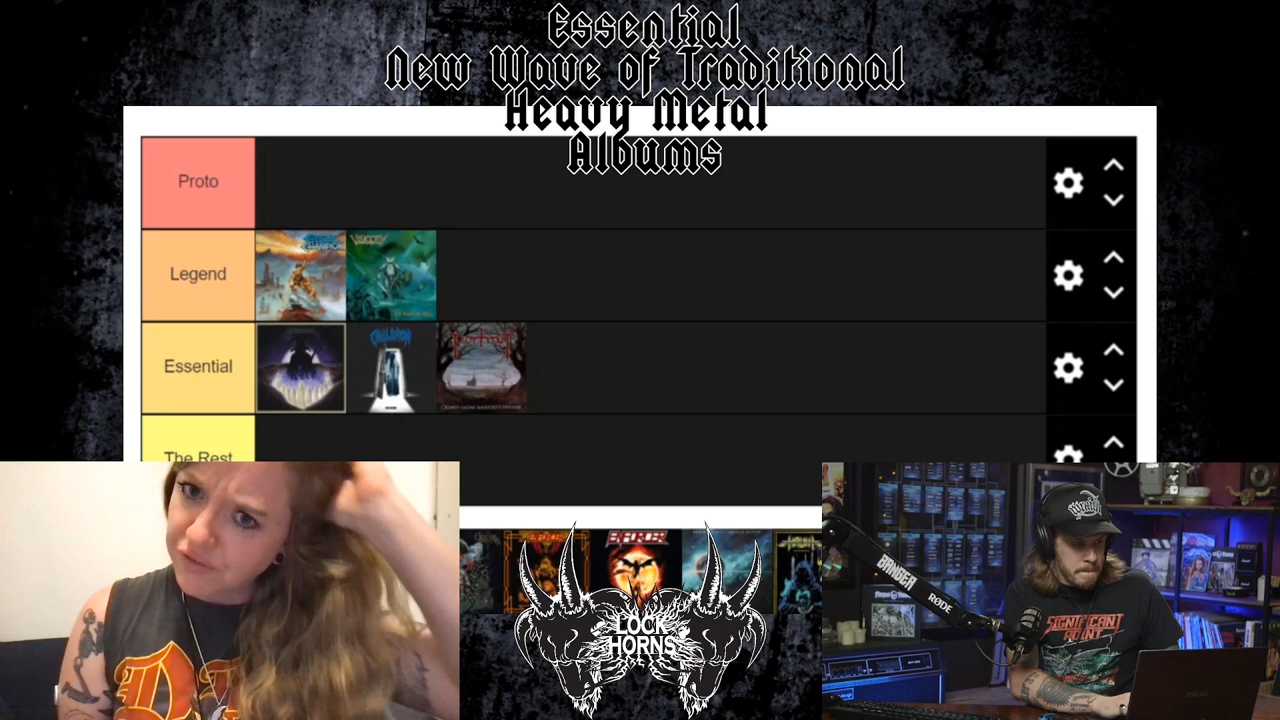 Essential
New Wave of Traditional
Heavy Metal
Albums
Proto
Legend
Essential
CAULDRON
The Rest
ENFORCER
LOCK
HORNS
BANGER
RØDE
SIGNIFICANT
POINT